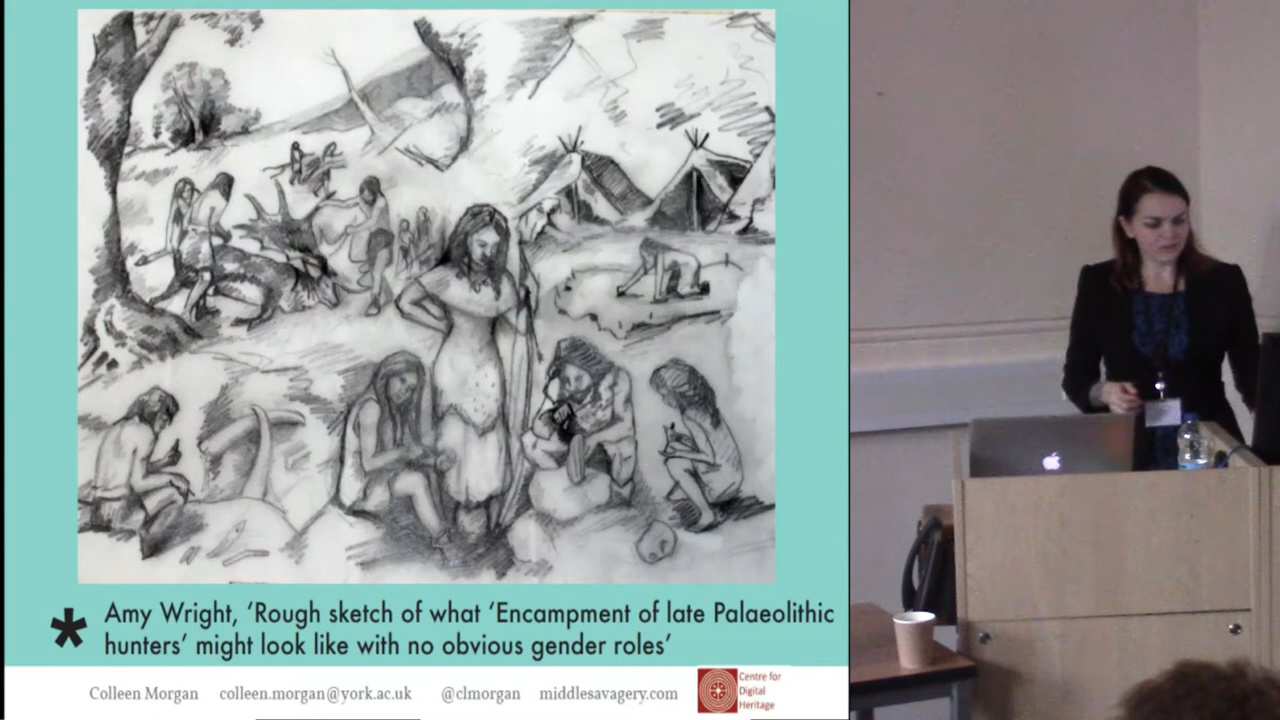 * Amy Wright, ‘Rough sketch of what ‘Encampment of late Palaeolithic
hunters’ might look like with no obvious gender roles’
Colleen Morgan colleen.morgan@york.ac.uk @clmorgan middlesavagery.com
Centre for
Digital
Heritage